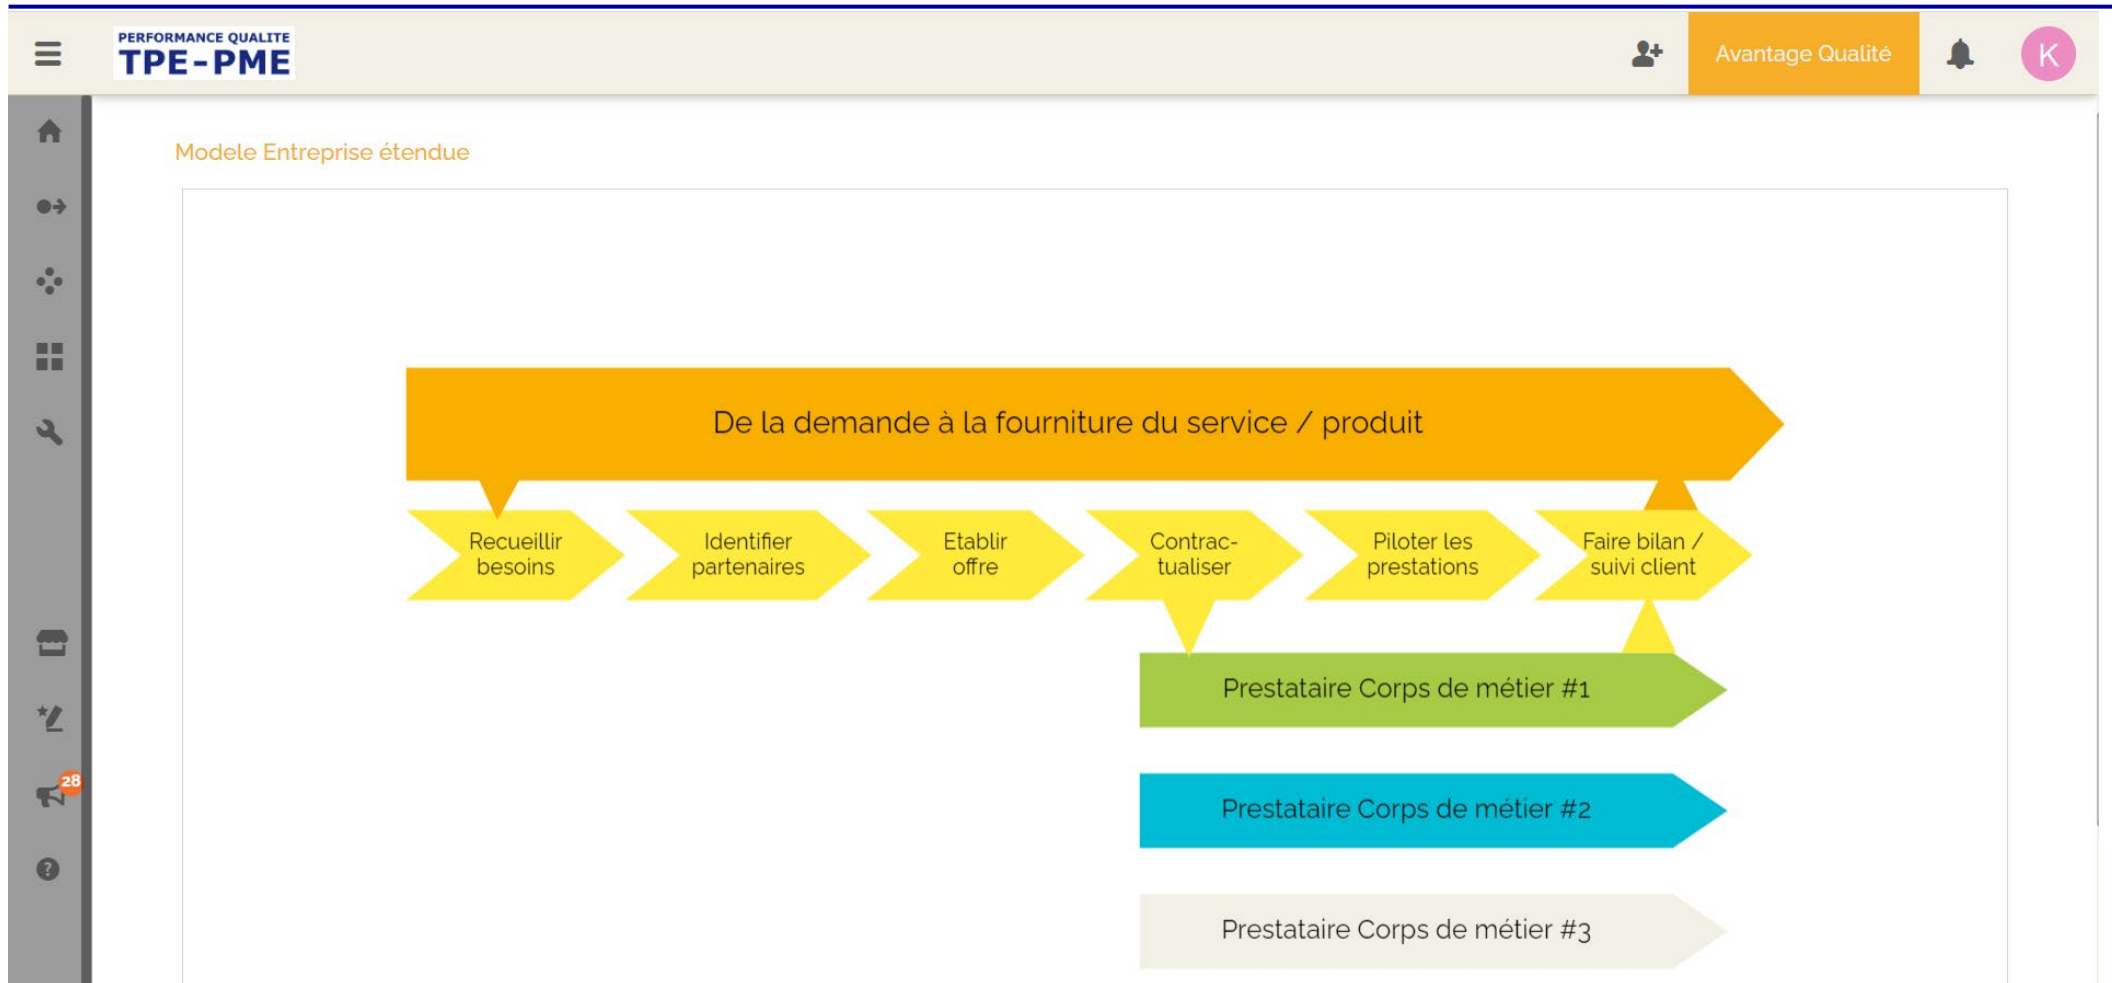 PERFORMANCE QUALITE
TPE-PME
Avantage Qualité
K
Modele Entreprise étendue
De la demande à la fourniture du service / produit
Recueillir
besoins
Identifier
partenaires
Etablir
offre
Contrac-
tualiser
Piloter les
prestations
Faire bilan /
suivi client
Prestataire Corps de métier #1
Prestataire Corps de métier #2
28
Prestataire Corps de métier #3